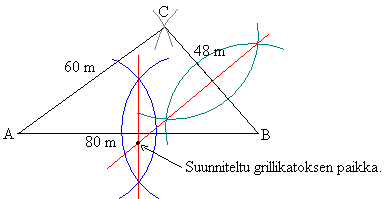 C
48 m
60 m
A
B
80 m
Suunniteltu grillikatoksen paikka.